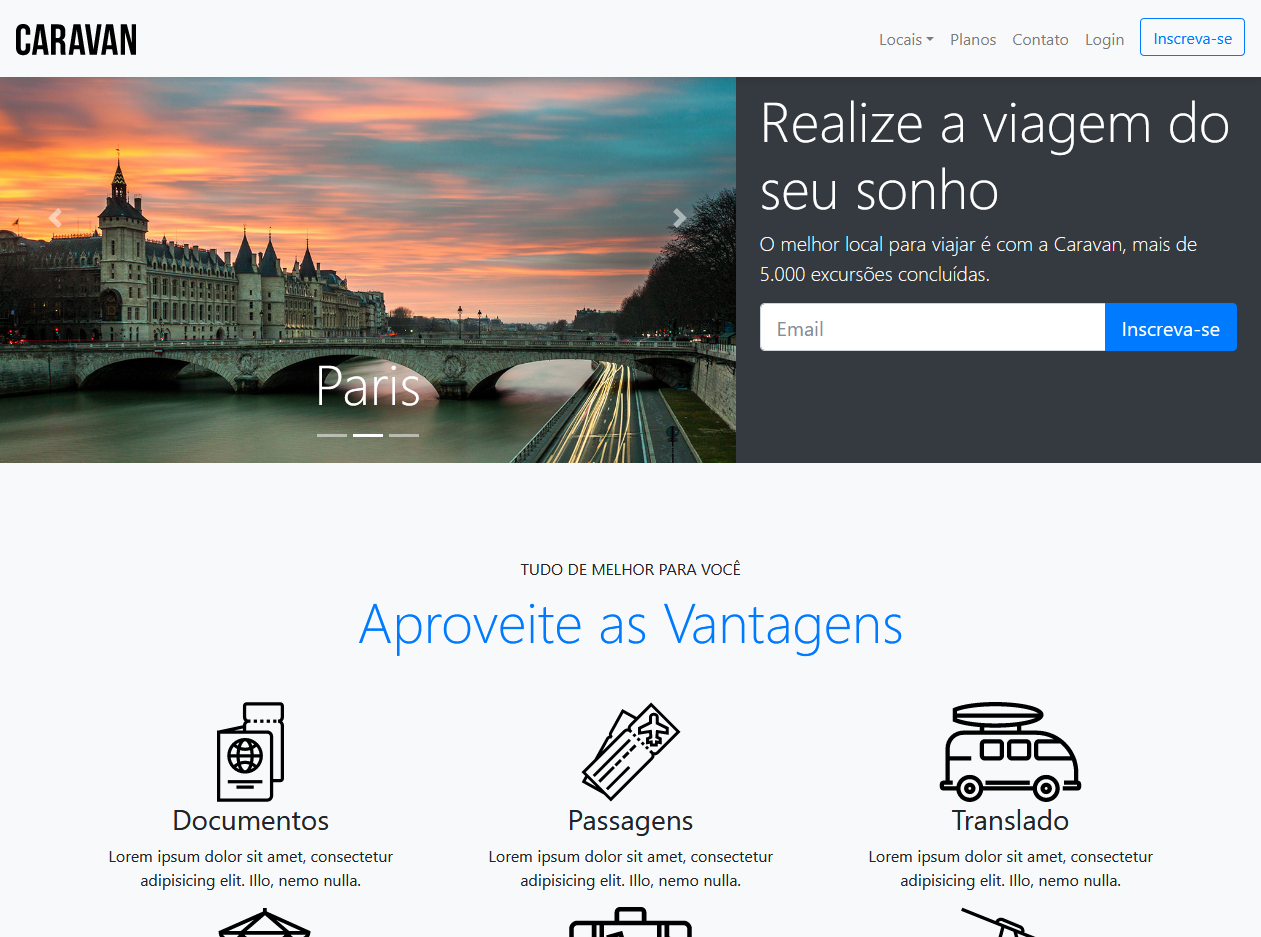 CARAVAN
Locais Planos Contato Login Inscreva-se
Realize a viagem do
seu sonho
O melhor local para viajar é com a Caravan, mais de
5.000 excursões concluídas.
Email Inscreva-se
Paris
TUDO DE MELHOR PARA VOCÊ
Aproveite as Vantagens
Documentos
Lorem ipsum dolor sit amet, consectetur
adipisicing elit. Illo, nemo nulla.
Passagens
Lorem ipsum dolor sit amet, consectetur
adipisicing elit. Illo, nemo nulla.
Translado
Lorem ipsum dolor sit amet, consectetur
adipisicing elit. Illo, nemo nulla.